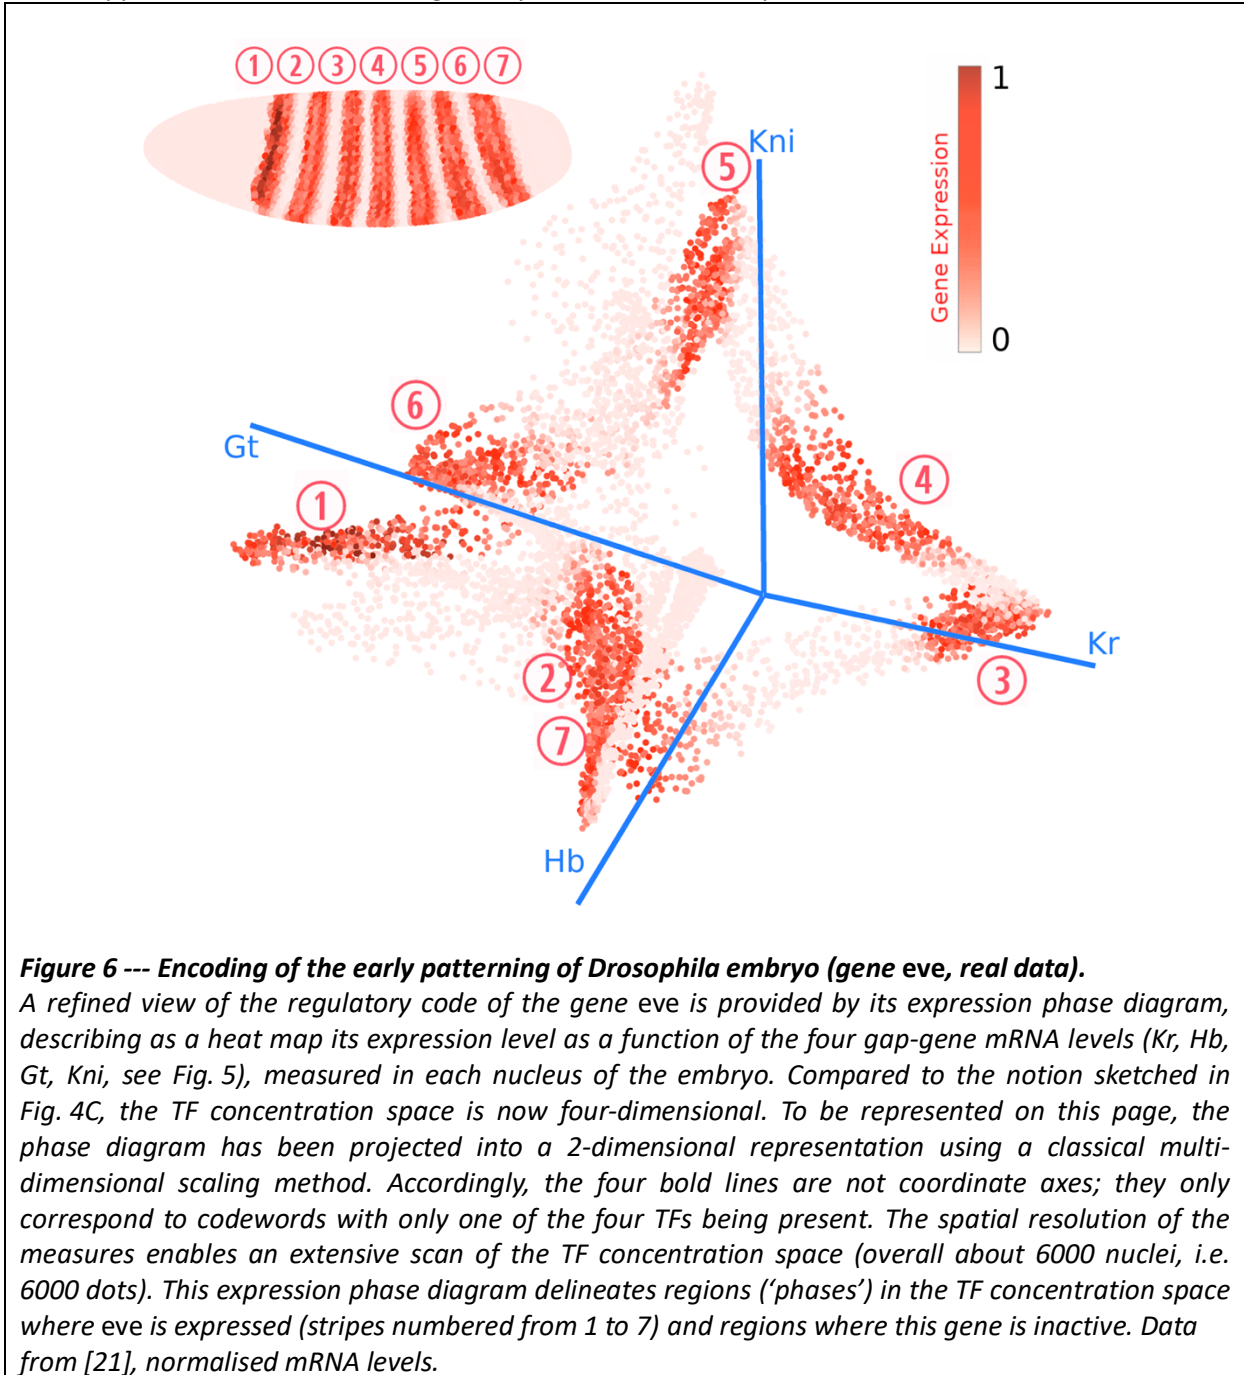 ① ② ③ ④ ⑤ ⑥ ⑦
1
Kni
⑤
Gene Expression
0
⑥
Gt
①
④
②
Kr
③
⑦
Hb
Figure 6 --- Encoding of the early patterning of Drosophila embryo (gene eve, real data).
A refined view of the regulatory code of the gene eve is provided by its expression phase diagram,
describing as a heat map its expression level as a function of the four gap-gene mRNA levels (Kr, Hb,
Gt, Kni, see Fig. 5), measured in each nucleus of the embryo. Compared to the notion sketched in
Fig. 4C, the TF concentration space is now four-dimensional. To be represented on this page, the
phase diagram has been projected into a 2-dimensional representation using a classical multi-
dimensional scaling method. Accordingly, the four bold lines are not coordinate axes; they only
correspond to codewords with only one of the four TFs being present. The spatial resolution of the
measures enables an extensive scan of the TF concentration space (overall about 6000 nuclei, i.e.
6000 dots). This expression phase diagram delineates regions (‘phases’) in the TF concentration space
where eve is expressed (stripes numbered from 1 to 7) and regions where this gene is inactive. Data
from [21], normalised mRNA levels.